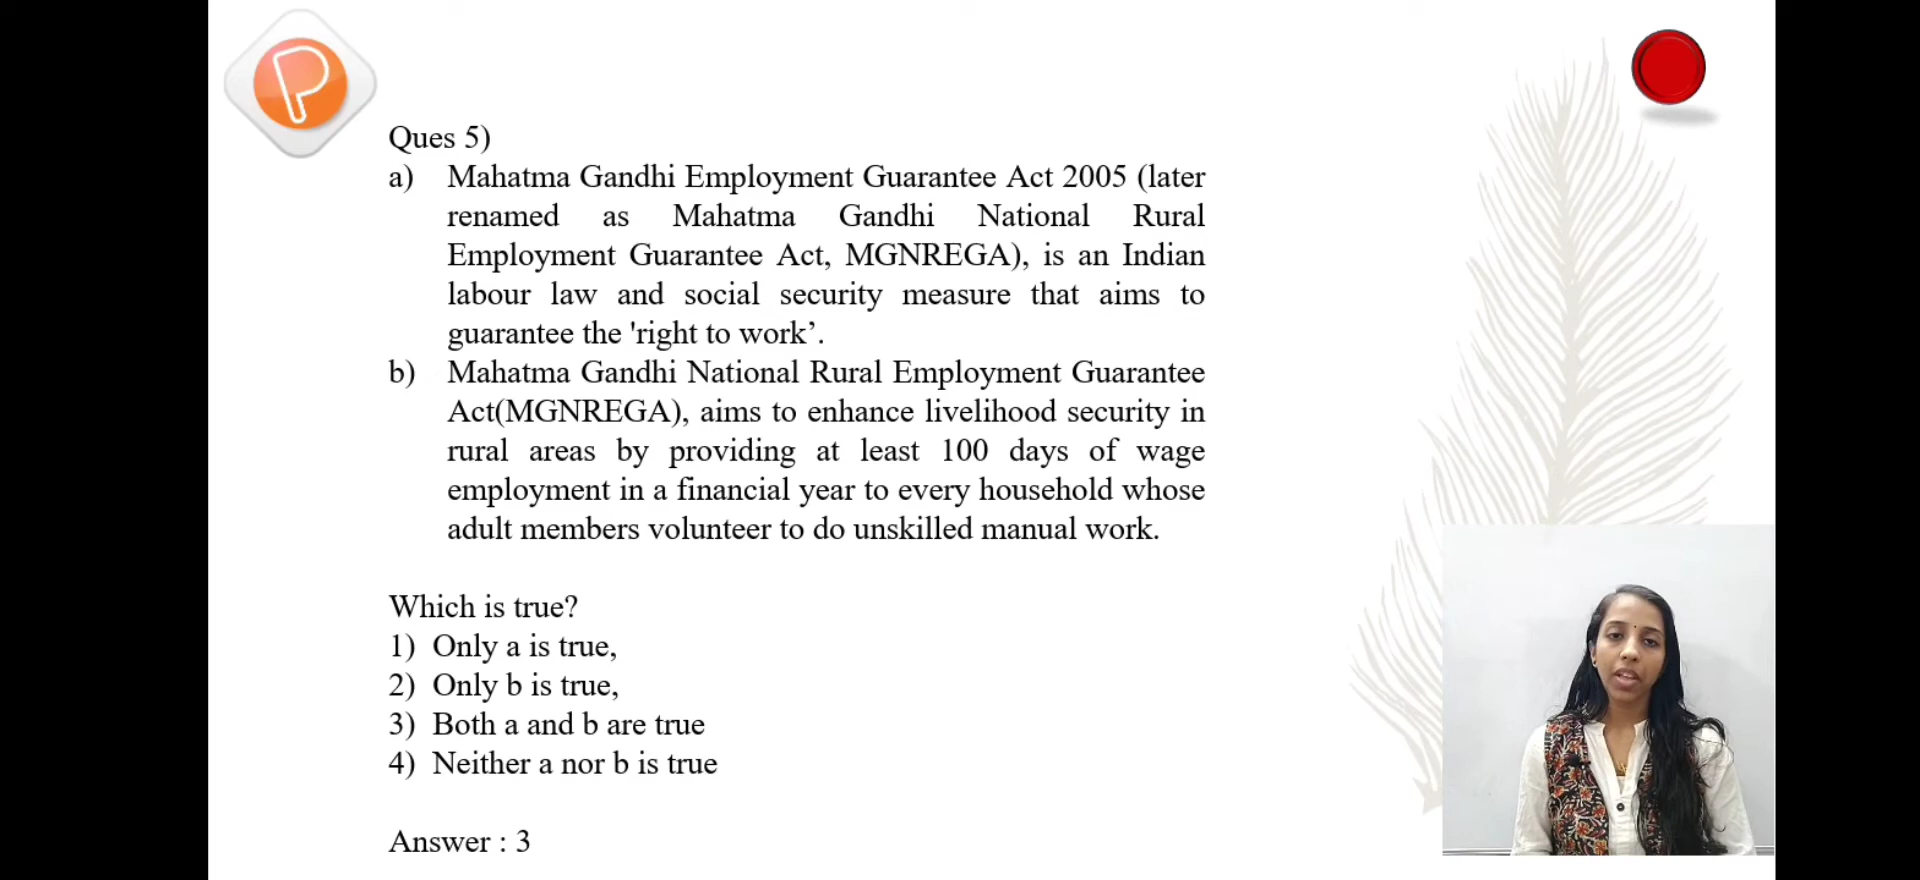 Ques 5)
a) Mahatma Gandhi Employment Guarantee Act 2005 (later
renamed as Mahatma Gandhi National Rural
Employment Guarantee Act, MGNREGA), is an Indian
labour law and social security measure that aims to
guarantee the 'right to work’.
b) Mahatma Gandhi National Rural Employment Guarantee
Act(MGNREGA), aims to enhance livelihood security in
rural areas by providing at least 100 days of wage
employment in a financial year to every household whose
adult members volunteer to do unskilled manual work.
Which is true?
1) Only a is true,
2) Only b is true,
3) Both a and b are true
4) Neither a nor b is true
Answer : 3